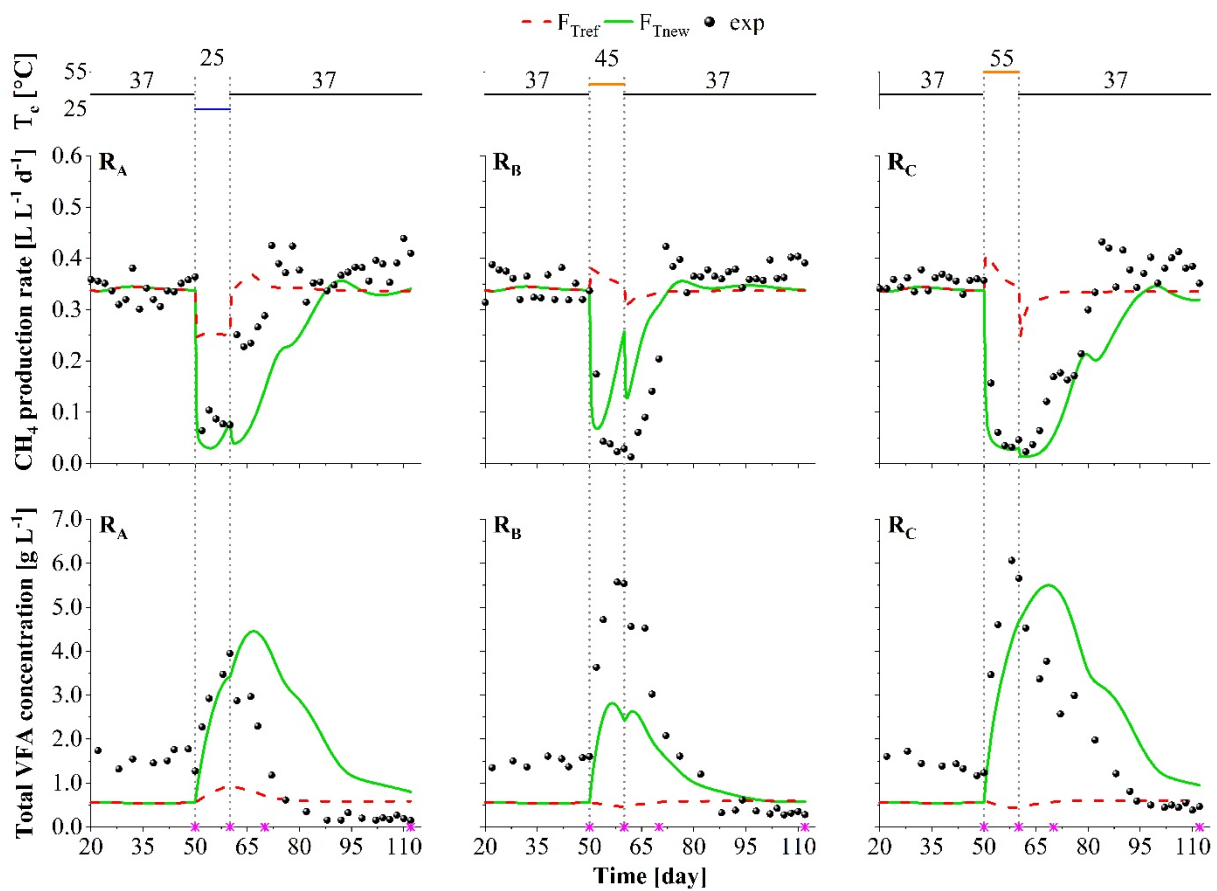 F_Tref F_Tnew exp
25 45 55
T_e [°C] 55 37 37 37 37 37 37
25
CH₄ production rate [L L⁻¹ d⁻¹]
0.6 R_A R_B R_C
0.5
0.4
0.3
0.2
0.1
0.0
Total VFA concentration [g L⁻¹]
7.0 R_A R_B R_C
6.0
5.0
4.0
3.0
2.0
1.0
0.0
20 35 50 65 80 95 110 20 35 50 65 80 95 110 20 35 50 65 80 95 110
Time [day]